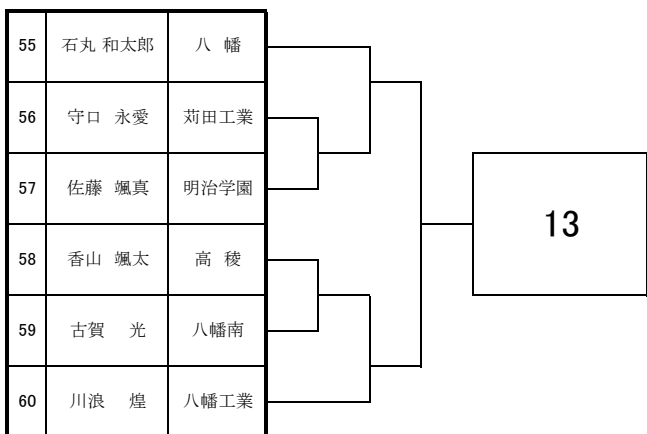 55 石丸 和太郎 八 幡
56 守口 永愛 苅田工業
57 佐藤 颯真 明治学園
58 香山 颯太 高 稜
59 古賀 光 八幡南
60 川浪 煌 八幡工業
13